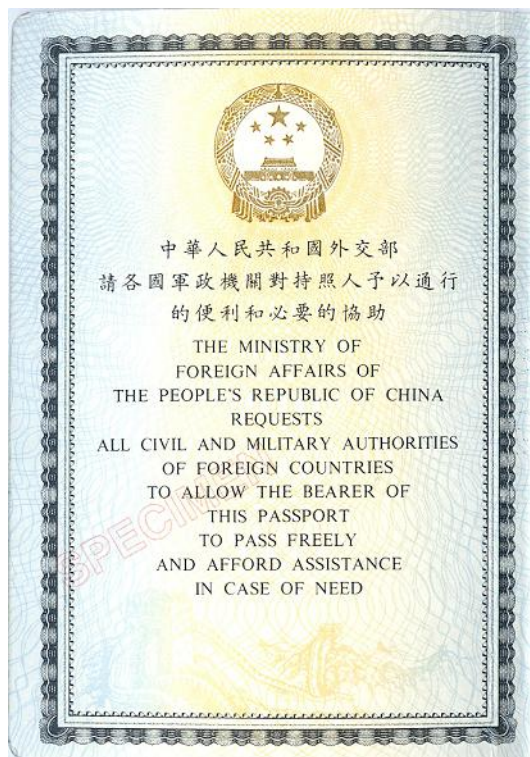 中華人民共和國外交部
請各國軍政機關對持照人予以通行
的便利和必要的協助
THE MINISTRY OF
FOREIGN AFFAIRS OF
THE PEOPLE'S REPUBLIC OF CHINA
REQUESTS
ALL CIVIL AND MILITARY AUTHORITIES
OF FOREIGN COUNTRIES
TO ALLOW THE BEARER OF
THIS PASSPORT
TO PASS FREELY
AND AFFORD ASSISTANCE
IN CASE OF NEED
SPECIMEN